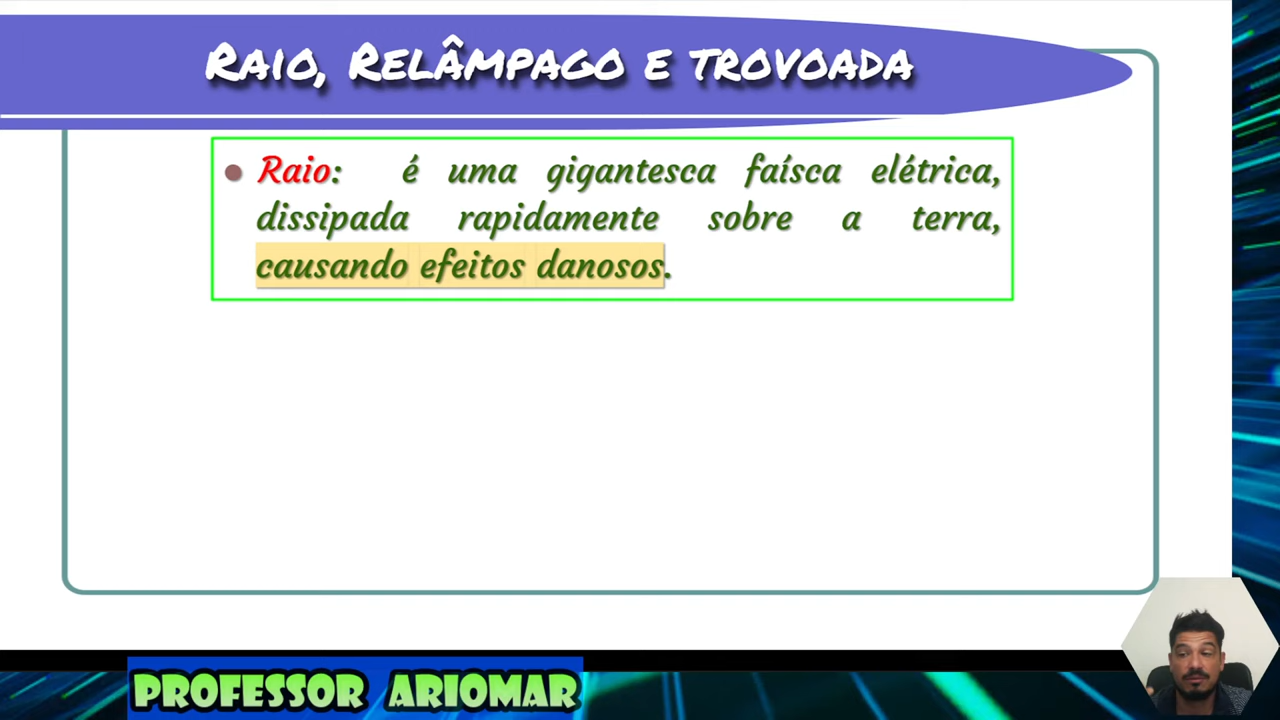 Raio, Relâmpago e trovoada
• Raio: é uma gigantesca faísca elétrica,
dissipada rapidamente sobre a terra,
causando efeitos danosos.
PROFESSOR ARIOMAR